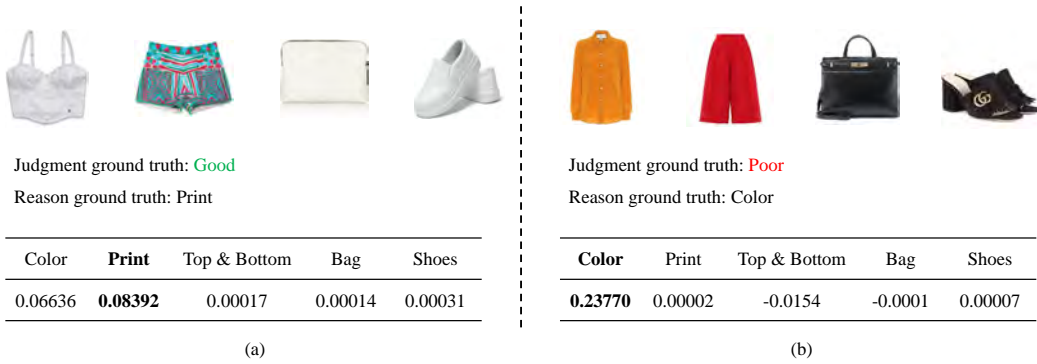 Judgment ground truth: Good
Reason ground truth: Print
Color Print Top & Bottom Bag Shoes
0.06636 0.08392 0.00017 0.00014 0.00031
(a)
Judgment ground truth: Poor
Reason ground truth: Color
Color Print Top & Bottom Bag Shoes
0.23770 0.00002 -0.0154 -0.0001 0.00007
(b)